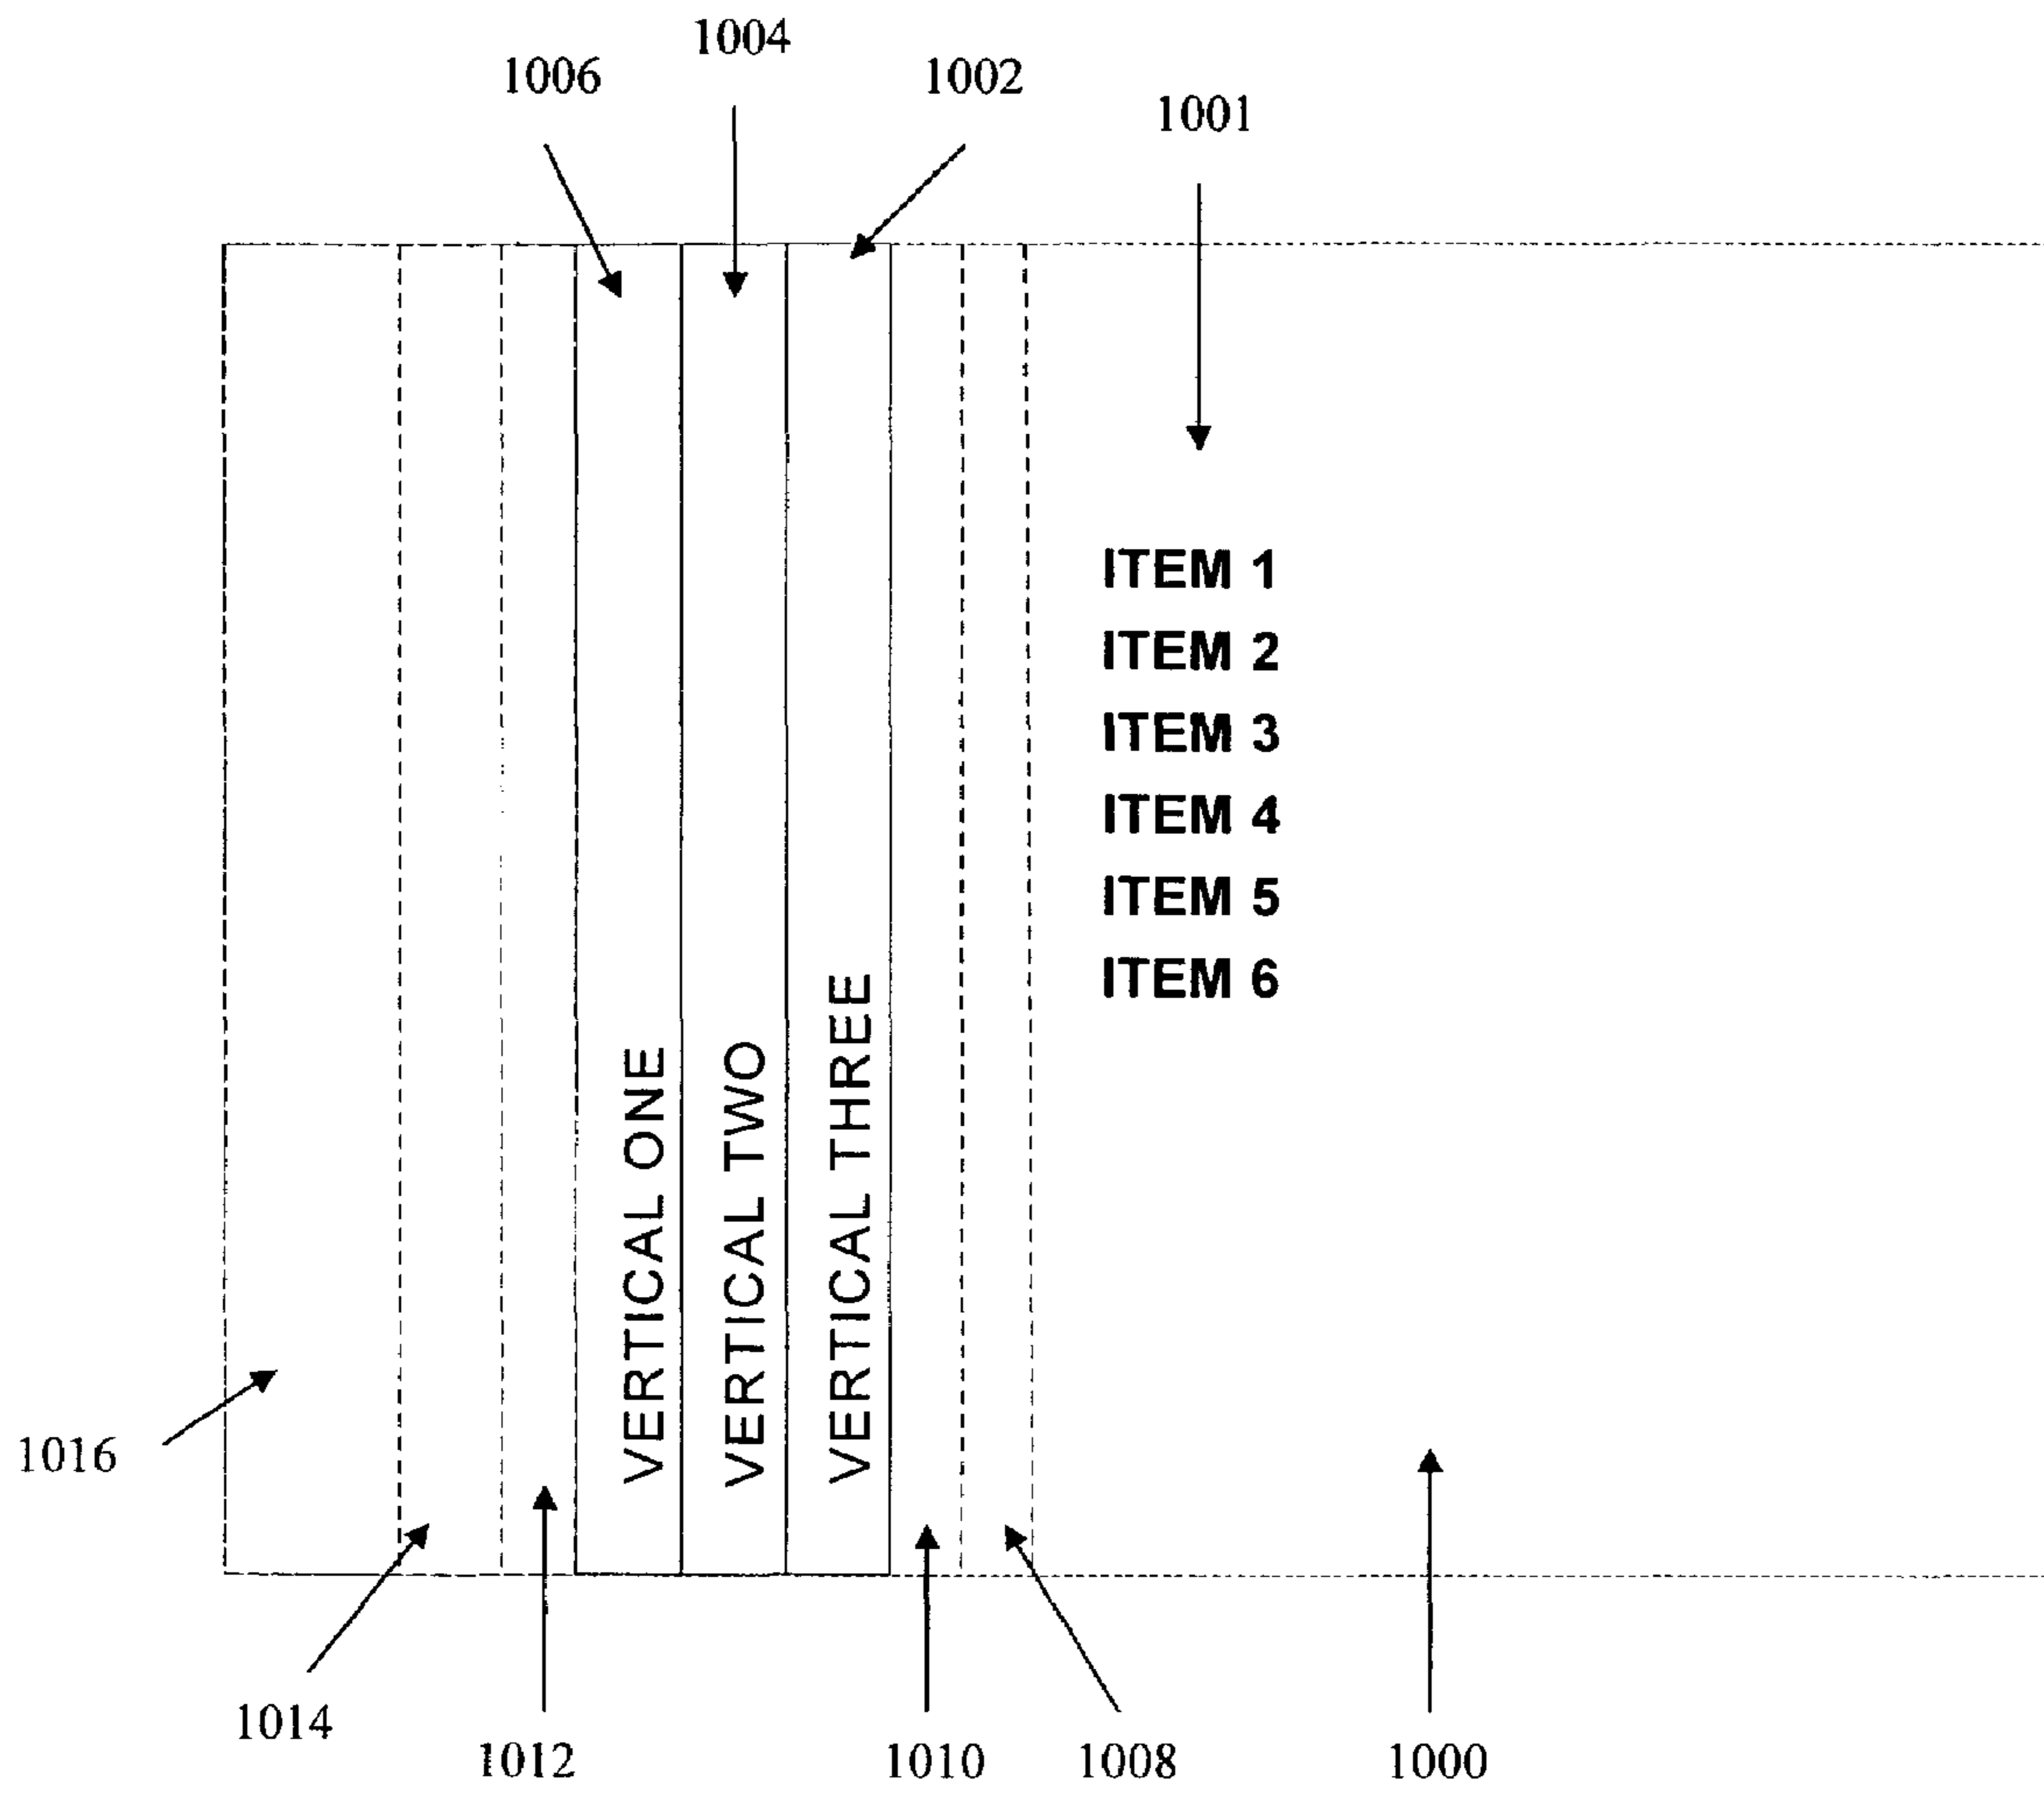 1004
1006
1002
1001
ITEM 1
ITEM 2
ITEM 3
ITEM 4
ITEM 5
ITEM 6
VERTICAL ONE
VERTICAL TWO
VERTICAL THREE
1016
1014
1012
1010
1008
1000